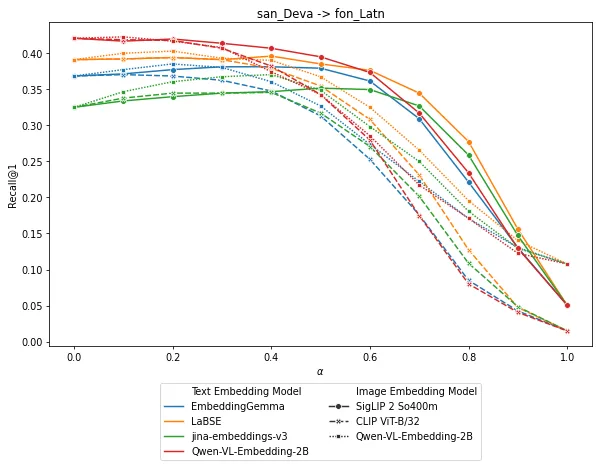 san_Deva -> fon_Latn
Recall@1
0.40
0.35
0.30
0.25
0.20
0.15
0.10
0.05
0.00
0.0 0.2 0.4 0.6 0.8 1.0
α
Text Embedding Model
EmbeddingGemma
LaBSE
jina-embeddings-v3
Qwen-VL-Embedding-2B
Image Embedding Model
SigLIP 2 So400m
CLIP ViT-B/32
Qwen-VL-Embedding-2B